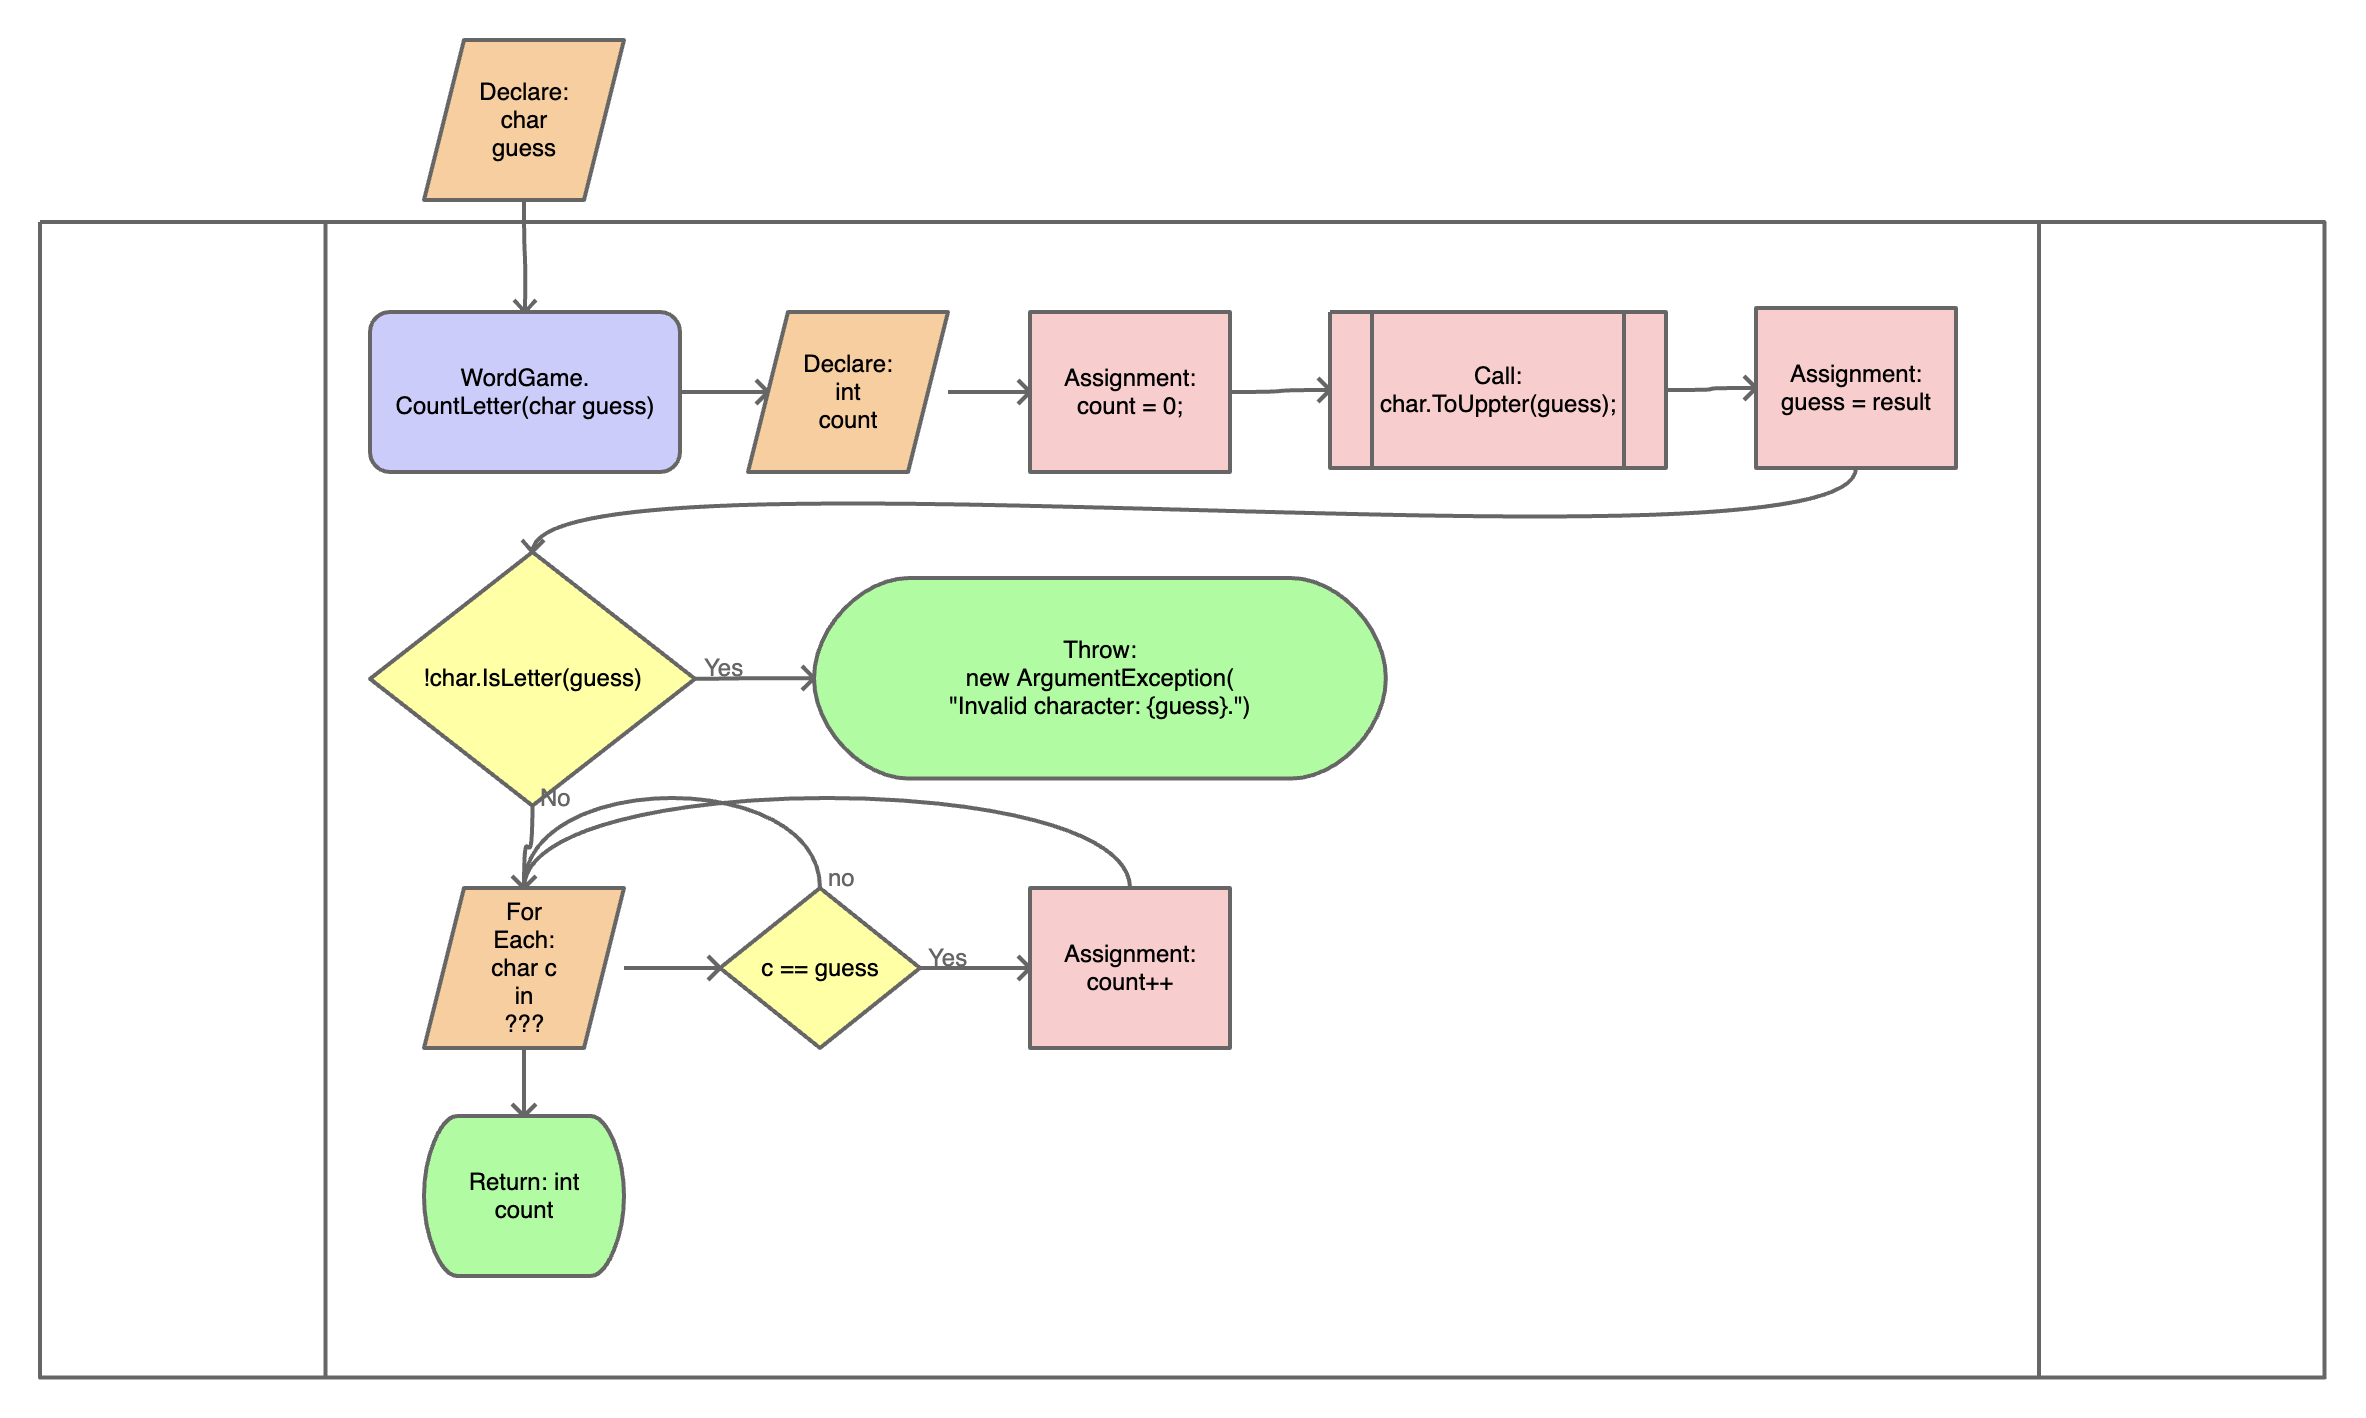 Declare:
char
guess
WordGame.
CountLetter(char guess)
Declare:
int
count
Assignment:
count = 0;
Call:
char.ToUppter(guess);
Assignment:
guess = result
!char.IsLetter(guess)
Yes
Throw:
new ArgumentException(
"Invalid character: {guess}.")
No
For
Each:
char c
in
???
no
c == guess
Yes
Assignment:
count++
Return: int
count